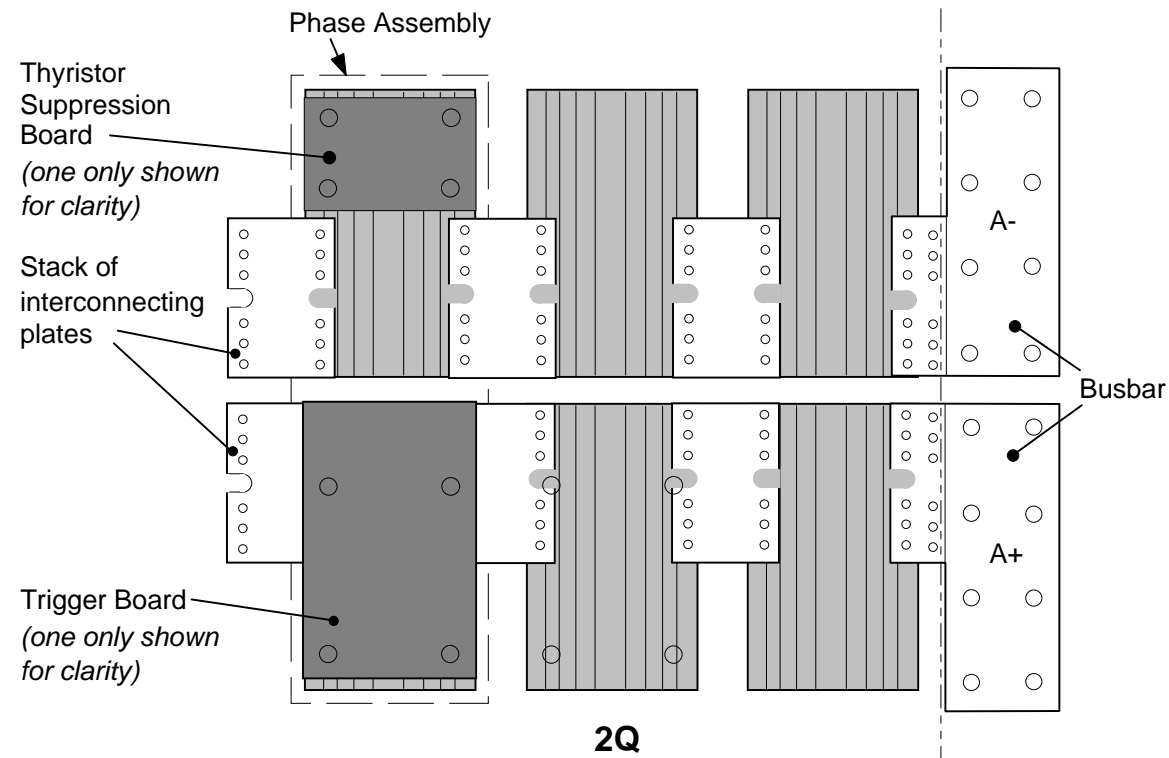 Phase Assembly
Thyristor
Suppression
Board
(one only shown
for clarity)
A-
Stack of
interconnecting
plates
Busbar
A+
Trigger Board
(one only shown
for clarity)
2Q